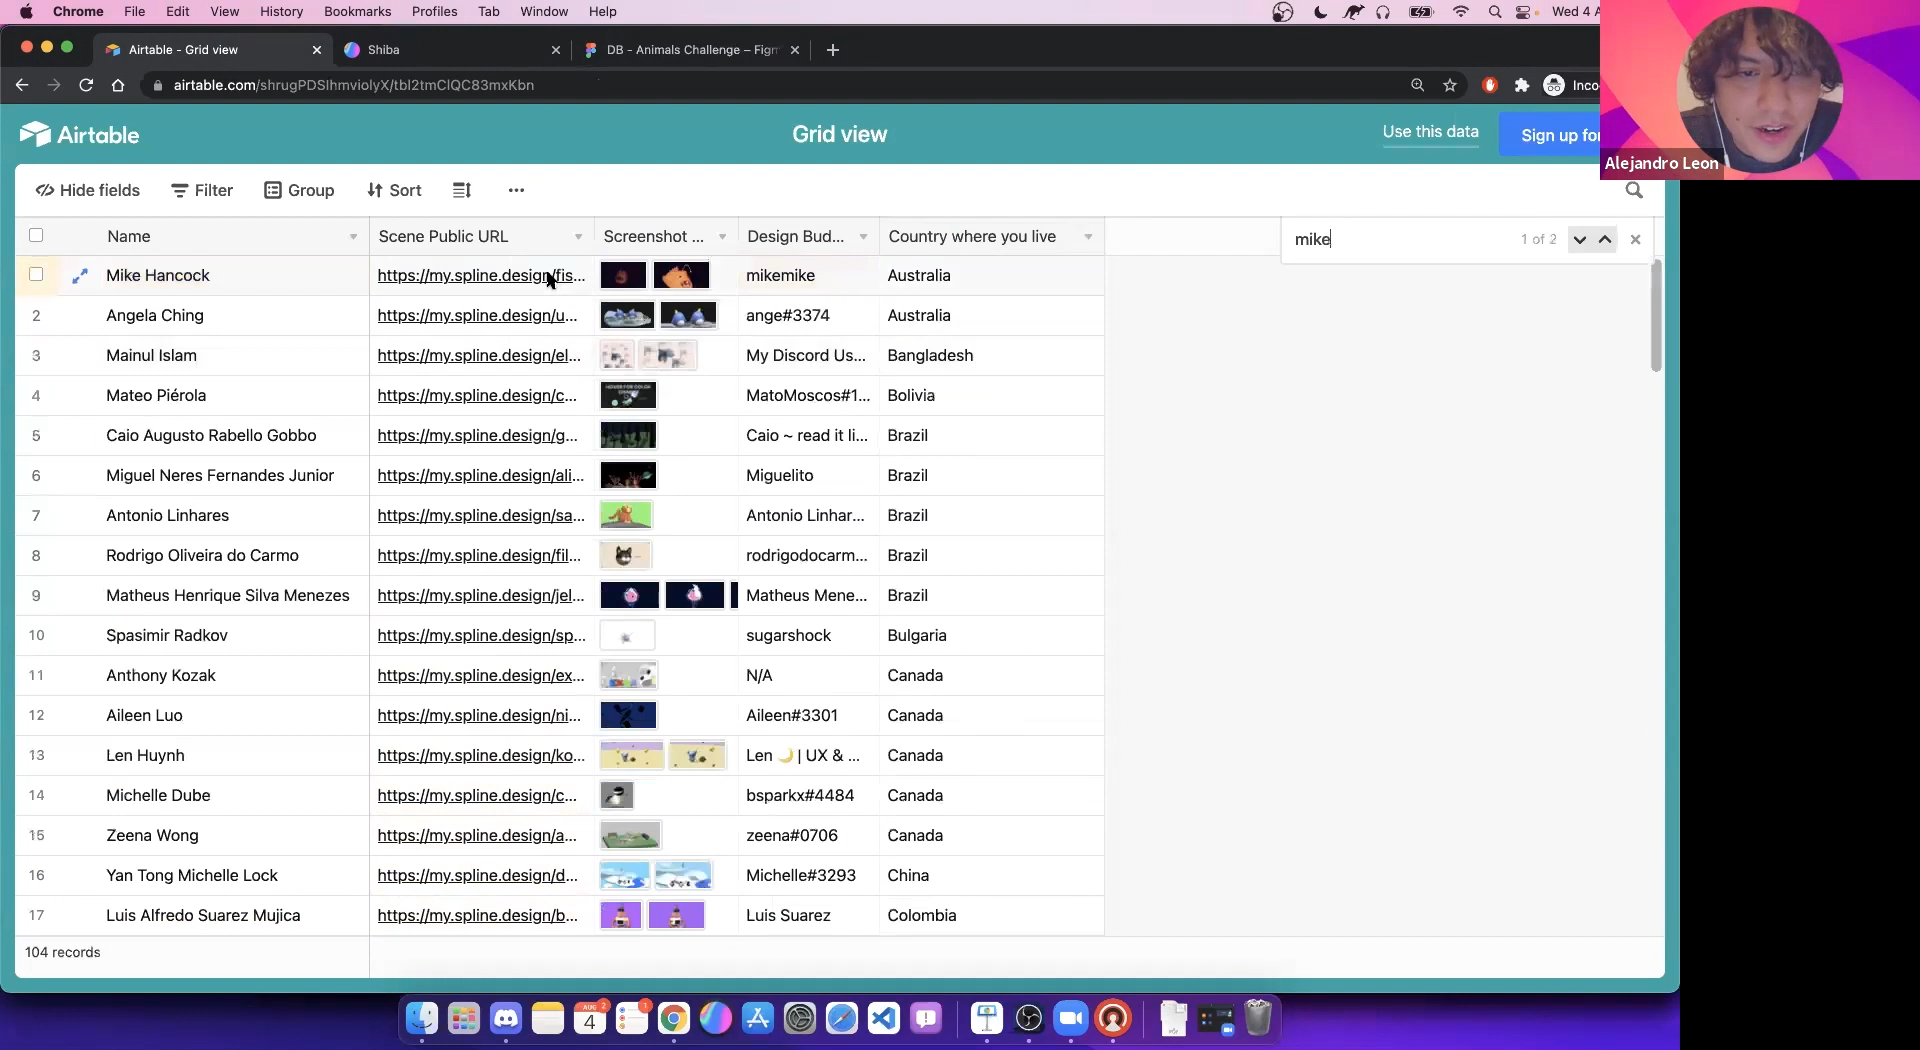 Chrome File Edit View History Bookmarks Profiles Tab Window Help Wed 4 A
Airtable - Grid view Shiba DB - Animals Challenge – Figm
airtable.com/shrugPDSlhmviolyX/tbl2tmClQC83mxKbn Inco
Airtable Grid view Use this data Sign up for
Alejandro Leon
Hide fields Filter Group Sort
Name Scene Public URL Screenshot ... Design Bud... Country where you live
mike 1 of 2
Mike Hancock https://my.spline.design/fis... mikemike Australia
2 Angela Ching https://my.spline.design/u... ange#3374 Australia
3 Mainul Islam https://my.spline.design/el... My Discord Us... Bangladesh
4 Mateo Piérola https://my.spline.design/c... MatoMoscos#1... Bolivia
5 Caio Augusto Rabello Gobbo https://my.spline.design/g... Caio ~ read it li... Brazil
6 Miguel Neres Fernandes Junior https://my.spline.design/ali... Miguelito Brazil
7 Antonio Linhares https://my.spline.design/sa... Antonio Linhar... Brazil
8 Rodrigo Oliveira do Carmo https://my.spline.design/fil... rodrigodocarm... Brazil
9 Matheus Henrique Silva Menezes https://my.spline.design/jel... Matheus Mene... Brazil
10 Spasimir Radkov https://my.spline.design/sp... sugarshock Bulgaria
11 Anthony Kozak https://my.spline.design/ex... N/A Canada
12 Aileen Luo https://my.spline.design/ni... Aileen#3301 Canada
13 Len Huynh https://my.spline.design/ko... Len 🌙 | UX & ... Canada
14 Michelle Dube https://my.spline.design/c... bsparkx#4484 Canada
15 Zeena Wong https://my.spline.design/a... zeena#0706 Canada
16 Yan Tong Michelle Lock https://my.spline.design/d... Michelle#3293 China
17 Luis Alfredo Suarez Mujica https://my.spline.design/b... Luis Suarez Colombia
104 records
AUG 2
4
1